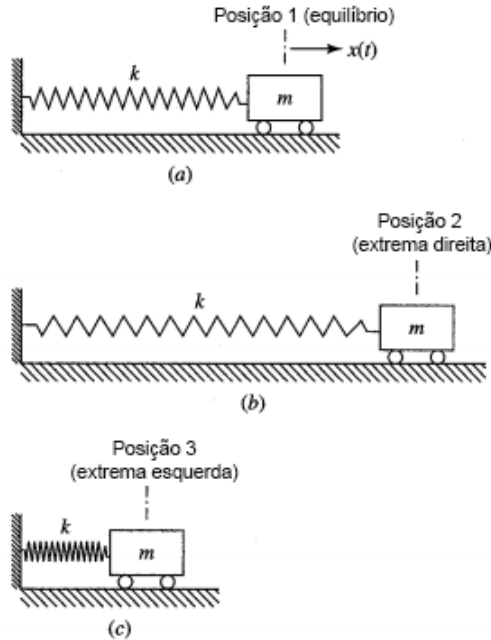 Posição 1 (equilíbrio)
x(t)
k
m
(a)
Posição 2
(extrema direita)
k
m
(b)
Posição 3
(extrema esquerda)
k
m
(c)